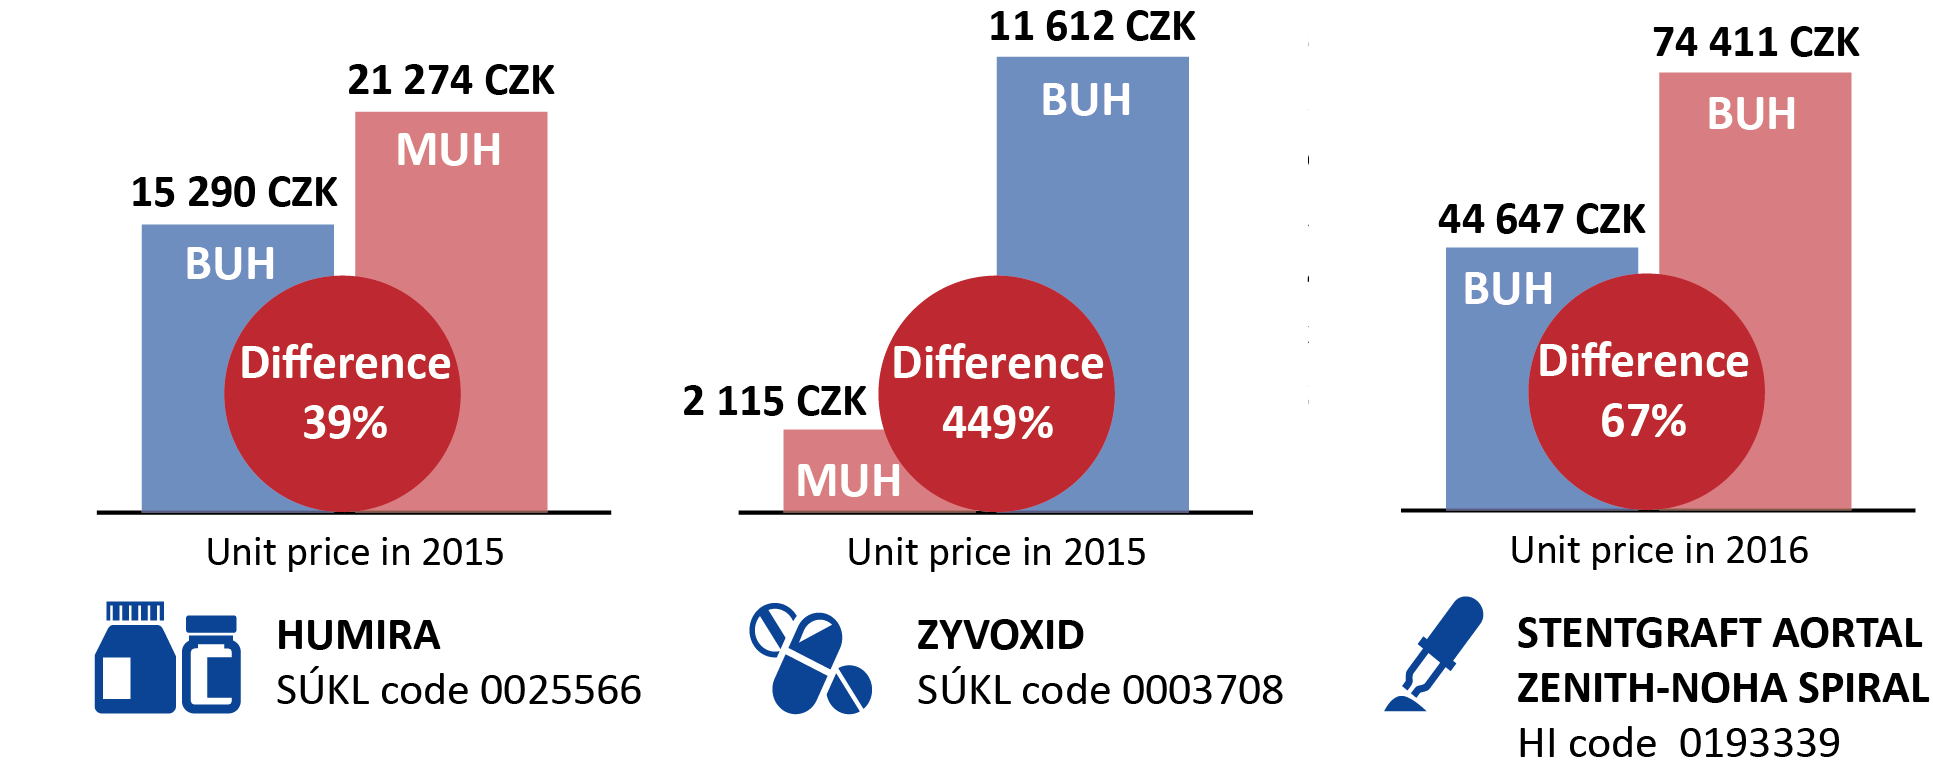 15 290 CZK
BUH
21 274 CZK
MUH
Difference
39%
Unit price in 2015
HUMIRA
SÚKL code 0025566
2 115 CZK
MUH
11 612 CZK
BUH
Difference
449%
Unit price in 2015
ZYVOXID
SÚKL code 0003708
44 647 CZK
BUH
74 411 CZK
BUH
Difference
67%
Unit price in 2016
STENTGRAFT AORTAL
ZENITH-NOHA SPIRAL
HI code 0193339